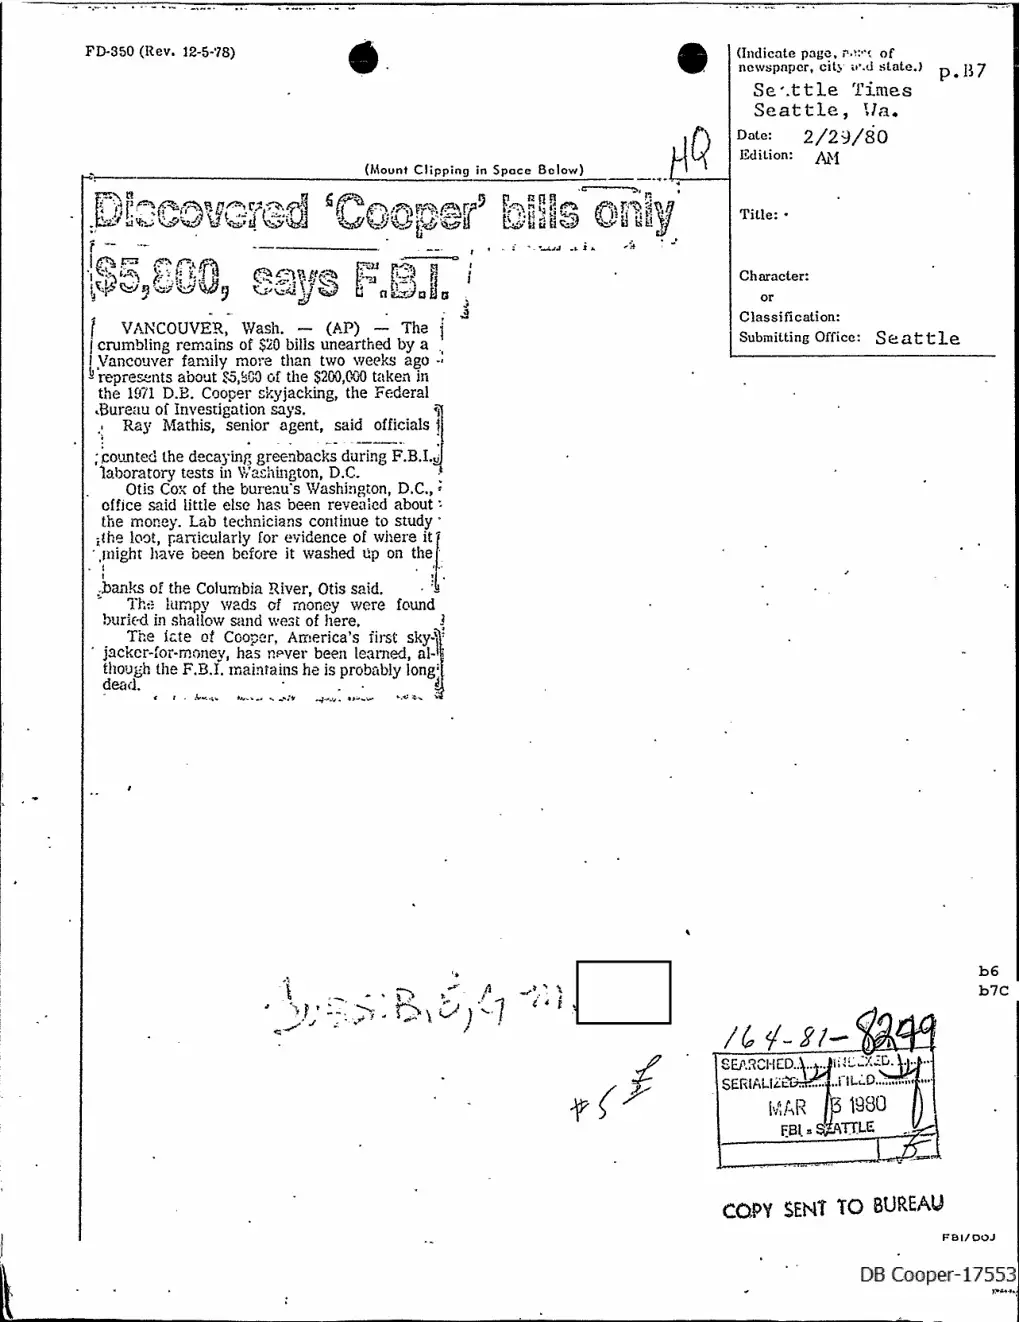 FD-350 (Rev. 12-5-78)
(Indicate page, name of
newspaper, city and state.)
p.B7
Seattle Times
Seattle, Wa.
Date: 2/29/80
Edition: AM
HQ
(Mount Clipping in Space Below)
Title:
Character:
or
Classification:
Submitting Office: Seattle
Discovered ‘Cooper’ bills only
$5,800, says F.B.I.
VANCOUVER, Wash. — (AP) — The
crumbling remains of $20 bills unearthed by a
Vancouver family more than two weeks ago
represents about $5,800 of the $200,000 taken in
the 1971 D.B. Cooper skyjacking, the Federal
Bureau of Investigation says.
Ray Mathis, senior agent, said officials
counted the decaying greenbacks during F.B.I.
laboratory tests in Washington, D.C.
Otis Cox of the bureau's Washington, D.C.,
office said little else has been revealed about
the money. Lab technicians continue to study
the loot, particularly for evidence of where it
might have been before it washed up on the
banks of the Columbia River, Otis said.
The lumpy wads of money were found
buried in shallow sand west of here.
The fate of Cooper, America's first sky-
jacker-for-money, has never been learned, al-
though the F.B.I. maintains he is probably long
dead.
b6
b7C
164-81-8299
SEARCHED INDEXED
SERIALIZED FILED
MAR 3 1980
FBI - SEATTLE
#5
COPY SENT TO BUREAU
FBI/DOJ
DB Cooper-17553